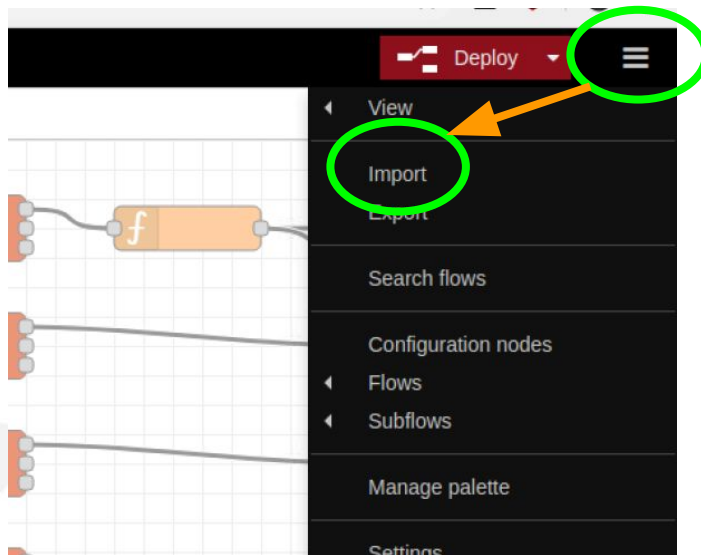 Deploy
View
Import
Export
Search flows
Configuration nodes
Flows
Subflows
Manage palette
Settings